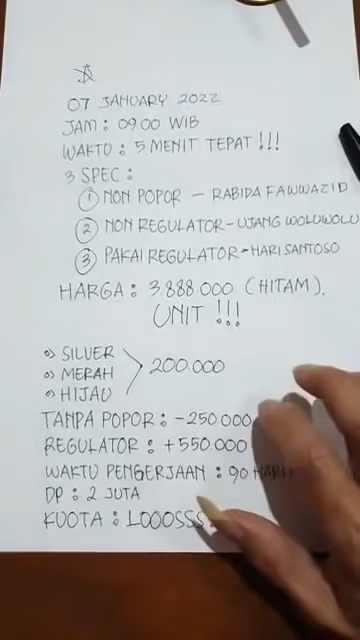 07 JANUARY 2022
JAM : 09.00 WIB
WAKTU : 5 MENIT TEPAT !!!
3 SPEC :
① NON POPOR - RABIDA FAWWAZID
② NON REGULATOR - UJANG WOLUWOLU
③ PAKAI REGULATOR - HARI SANTOSO
HARGA : 3.888.000 (HITAM).
UNIT !!!
o> SILVER
o> MERAH
o> HIJAU
200.000
TANPA POPOR : -250.000
REGULATOR : +550.000
WAKTU PENGERJAAN : 90 HARI
DP : 2 JUTA
KUOTA : LOOOSSS